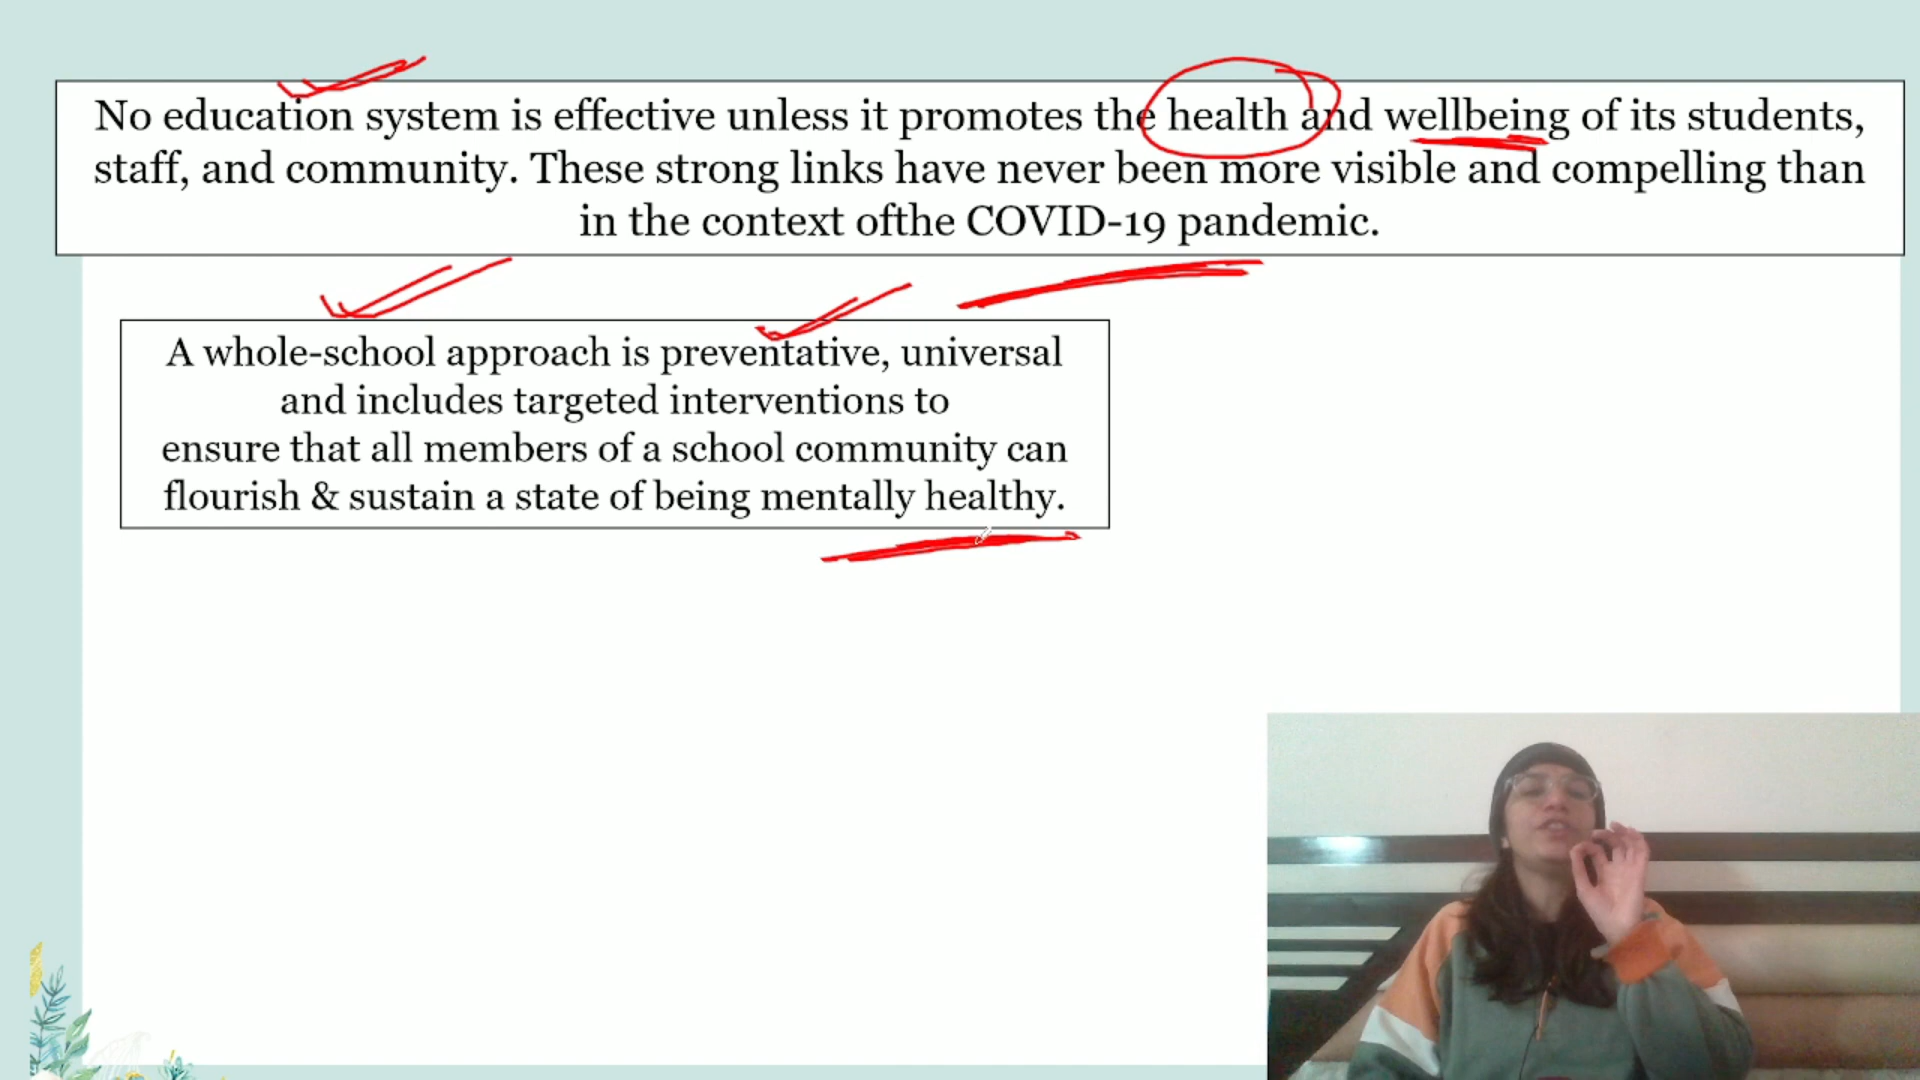 No education system is effective unless it promotes the health and wellbeing of its students,
staff, and community. These strong links have never been more visible and compelling than
in the context ofthe COVID-19 pandemic.
A whole-school approach is preventative, universal
and includes targeted interventions to
ensure that all members of a school community can
flourish & sustain a state of being mentally healthy.